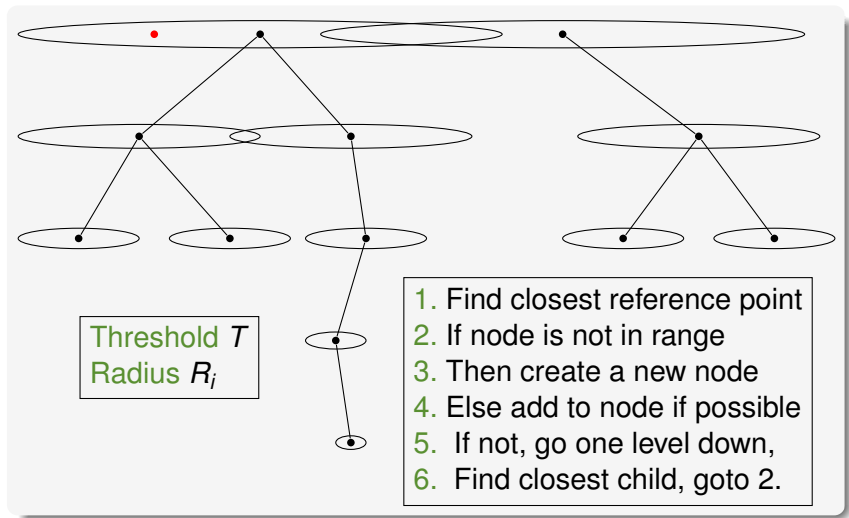 Threshold T
Radius Rᵢ
1. Find closest reference point
2. If node is not in range
3. Then create a new node
4. Else add to node if possible
5. If not, go one level down,
6. Find closest child, goto 2.